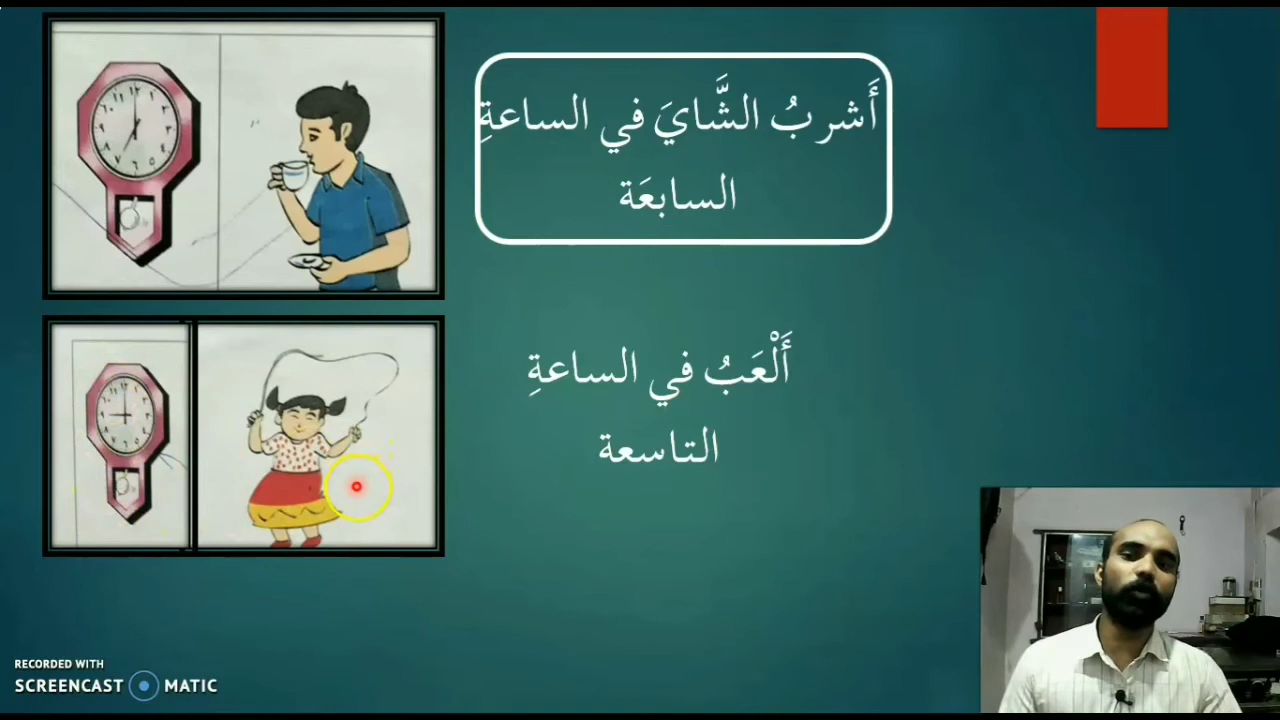 أَشربُ الشَّايَ في الساعةِ
السابعَة
أَلْعَبُ في الساعةِ
التاسعة
RECORDED WITH
SCREENCAST MATIC